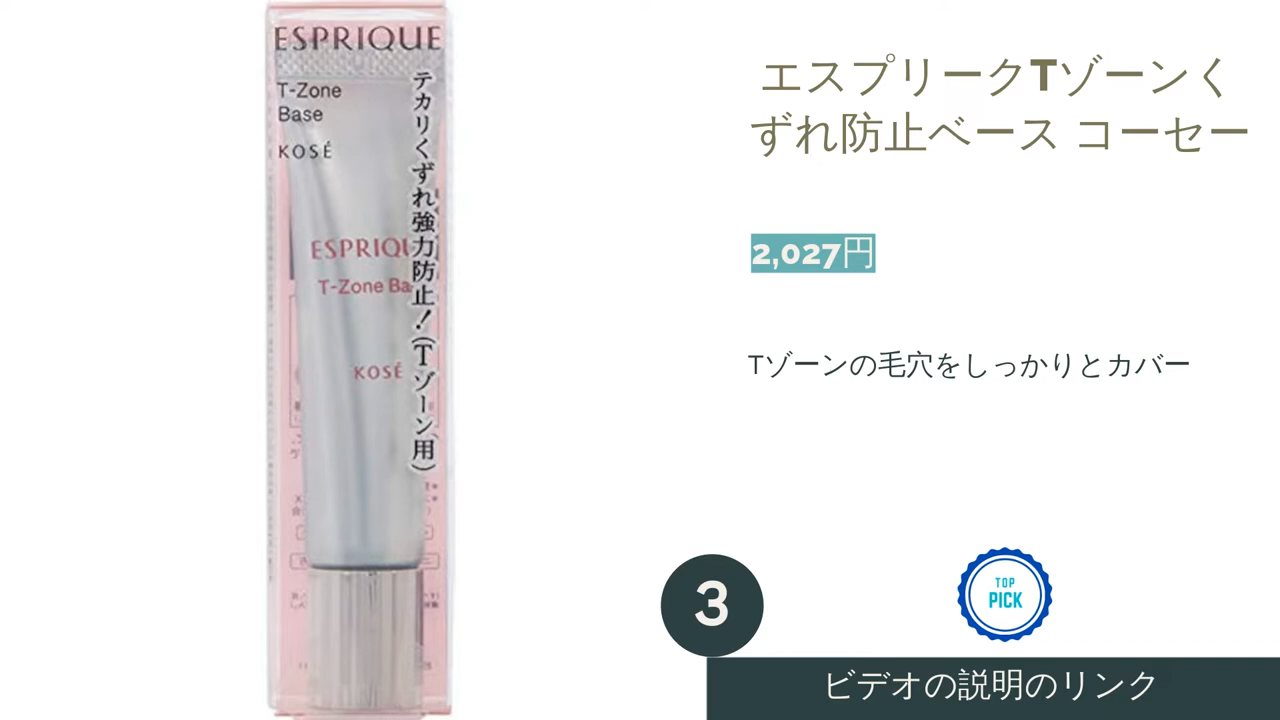 ESPRIQUE
T-Zone
Base
KOSÉ
テカリくずれ強力防止！(Tゾーン用)
ESPRIQU
T-Zone Ba
KOSÉ
エスプリークTゾーンく
ずれ防止ベース コーセー
2,027円
Tゾーンの毛穴をしっかりとカバー
3
TOP
PICK
ビデオの説明のリンク